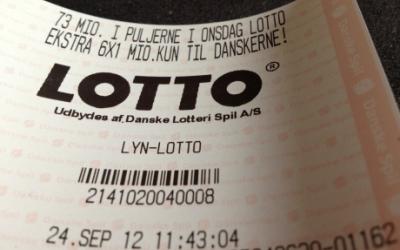 73 MIO. I PULJERNE I ONSDAG LOTTO
EKSTRA 6X1 MIO.KUN TIL DANSKERNE!
LOTTO®
Udbydes af Danske Lotteri Spil A/S
LYN-LOTTO
2141020040008
24.SEP 12 11:43:04